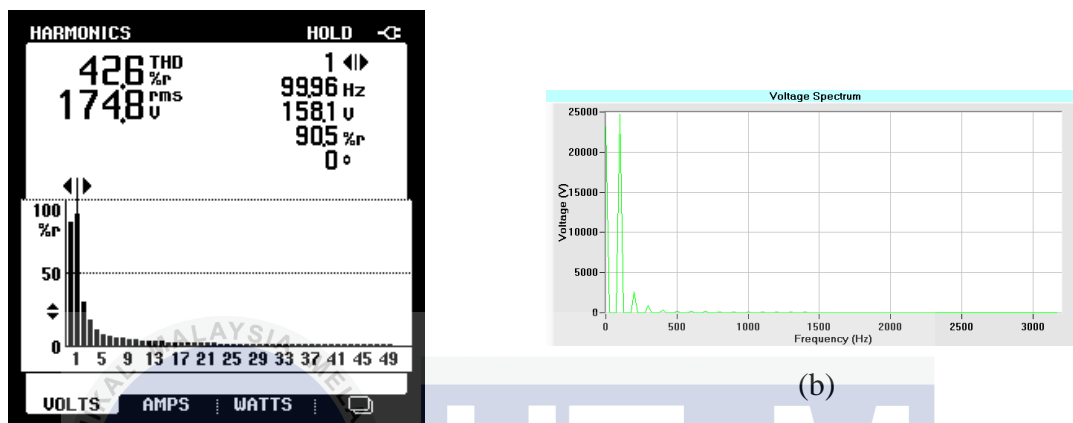 HARMONICS HOLD
42.6 THD %r
174.8 rms V
1
99.96 Hz
158.1 V
90.5 %r
0 °
100
%r
50
0
1 5 9 13 17 21 25 29 33 37 41 45 49
VOLTS AMPS WATTS
Voltage Spectrum
25000
20000
15000
10000
5000
0
Voltage (V)
0 500 1000 1500 2000 2500 3000
Frequency (Hz)
(b)
MALAYSIA